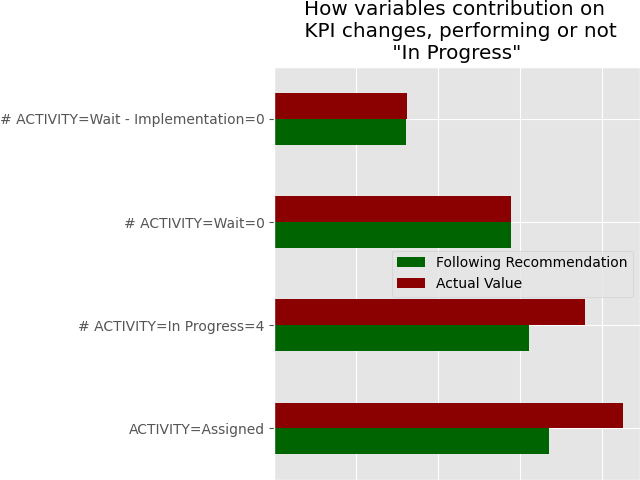 How variables contribution on
KPI changes, performing or not
"In Progress"
# ACTIVITY=Wait - Implementation=0
# ACTIVITY=Wait=0
Following Recommendation
Actual Value
# ACTIVITY=In Progress=4
ACTIVITY=Assigned